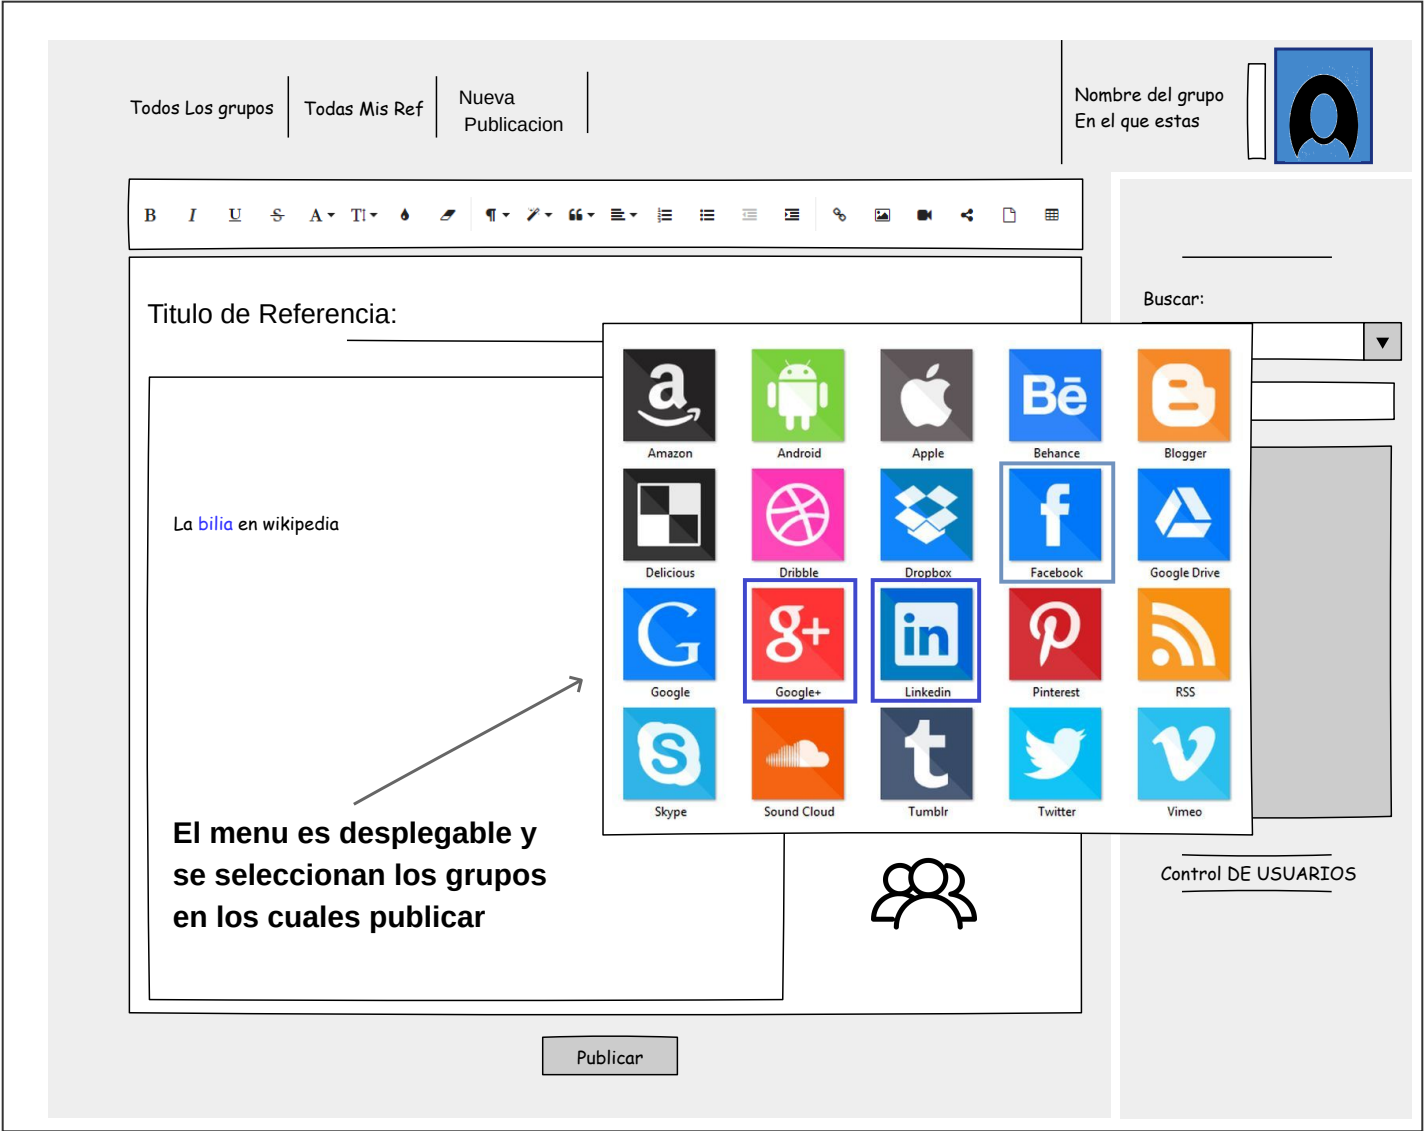 Todos Los grupos
Todas Mis Ref
Nueva
Publicacion
Nombre del grupo
En el que estas
B I U S A T
Titulo de Referencia:
Buscar:
a
Bē
Amazon Android Apple Behance Blogger
La bilia en wikipedia
f
Delicious Dribble Dropbox Facebook Google Drive
G g+ in
Google Google+ Linkedin Pinterest RSS
S t v
Skype Sound Cloud Tumblr Twitter Vimeo
El menu es desplegable y
se seleccionan los grupos
en los cuales publicar
Control DE USUARIOS
Publicar